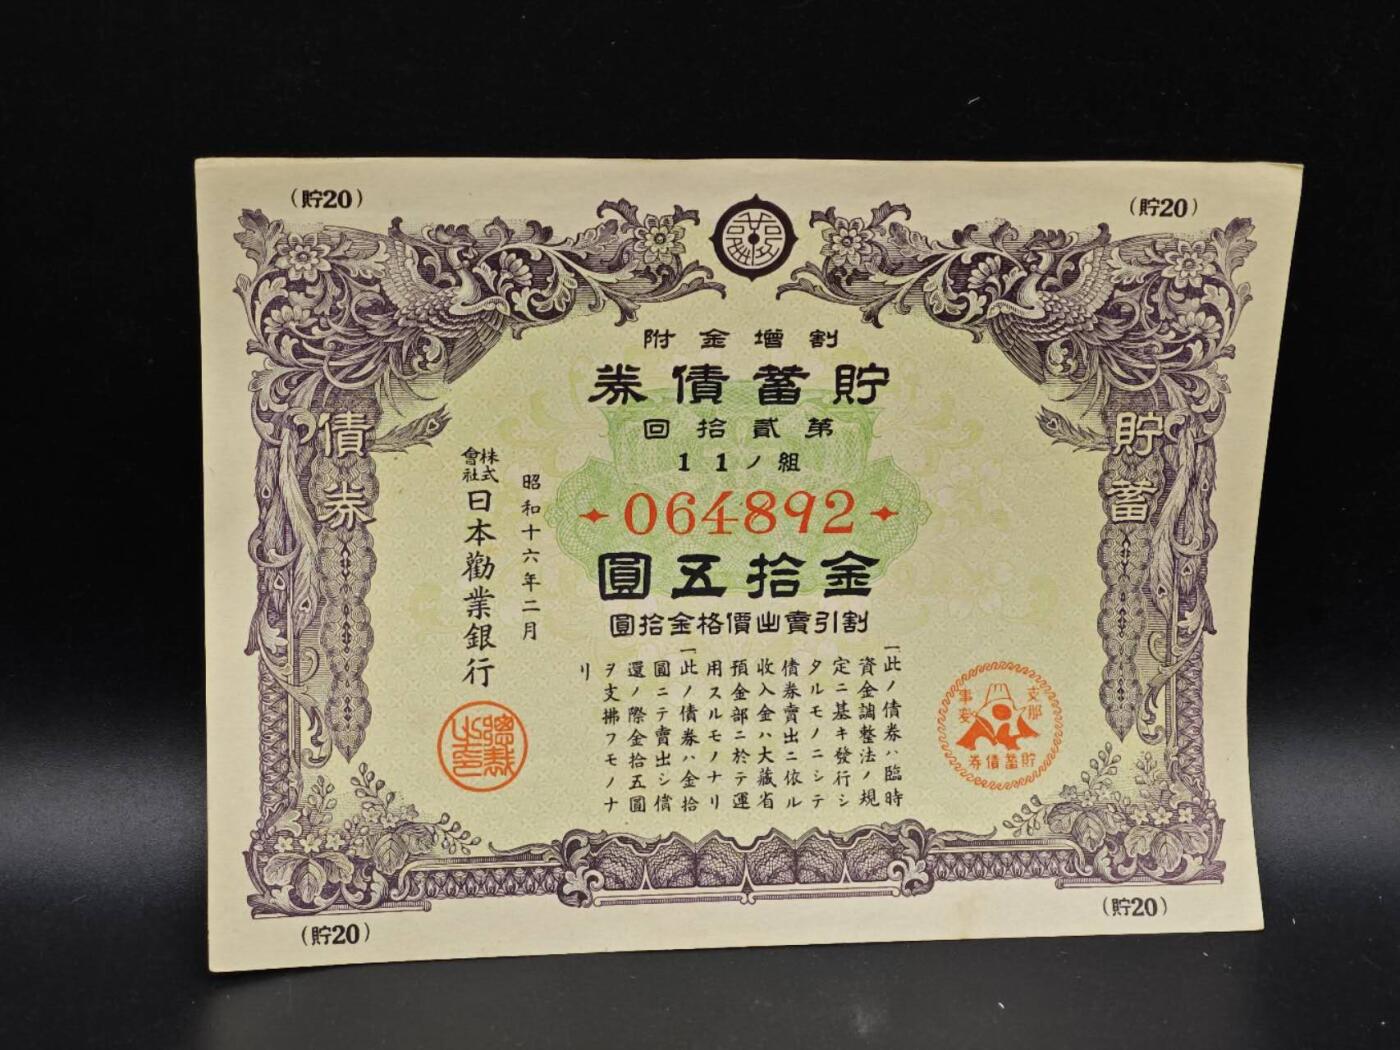 (貯20)
(貯20)
割增金附
貯蓄債券
第貳拾回
組ノ11
064892
金拾五圓
割引賣出價格金拾圓
貯蓄
債券
一此ノ債券ハ臨時
資金調整法ノ規
定ニ基キ發行シ
タルモノニシテ
債券賣出ニ依ル
收入金ハ大藏省
預金部ニ於テ運
用スルモノナリ
一此ノ債券ハ金拾
圓ニテ賣出シ償
還ノ際金拾五圓
ヲ支拂フモノナ
リ
昭和十六年二月
株式會社日本勸業銀行
總裁之印
支那事變
貯蓄債券
(貯20)
(貯20)